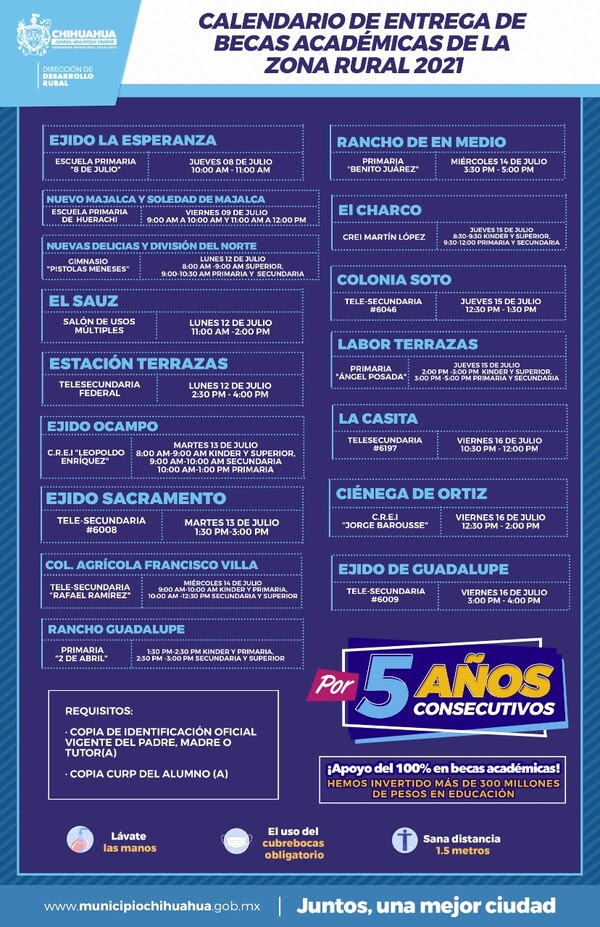 CHIHUAHUA
JUNTOS, UNA MEJOR CIUDAD
DIRECCIÓN DE
DESARROLLO
RURAL
CALENDARIO DE ENTREGA DE
BECAS ACADÉMICAS DE LA
ZONA RURAL 2021
EJIDO LA ESPERANZA
ESCUELA PRIMARIA
"8 DE JULIO"
JUEVES 08 DE JULIO
10:00 AM - 11:00 AM
NUEVO MAJALCA Y SOLEDAD DE MAJALCA
ESCUELA PRIMARIA
DE HUERACHI
VIERNES 09 DE JULIO
9:00 AM A 10:00 AM Y 11:00 AM A 12:00 PM
NUEVAS DELICIAS Y DIVISIÓN DEL NORTE
GIMNASIO
"PISTOLAS MENESES"
LUNES 12 DE JULIO
8:00 AM -9:00 AM SUPERIOR,
9:00-10:30 AM PRIMARIA Y SECUNDARIA
EL SAUZ
SALÓN DE USOS
MÚLTIPLES
LUNES 12 DE JULIO
11:00 AM -2:00 PM
ESTACIÓN TERRAZAS
TELESECUNDARIA
FEDERAL
LUNES 12 DE JULIO
2:30 PM - 4:00 PM
EJIDO OCAMPO
C.R.E.I "LEOPOLDO
ENRÍQUEZ"
MARTES 13 DE JULIO
8:00 AM-9:00 AM KINDER Y SUPERIOR,
9:00 AM-10:00 AM SECUNDARIA
10:00 AM-1:00 PM PRIMARIA
EJIDO SACRAMENTO
TELE-SECUNDARIA
#6008
MARTES 13 DE JULIO
1:30 PM-3:00 PM
COL. AGRÍCOLA FRANCISCO VILLA
TELE-SECUNDARIA
"RAFAEL RAMÍREZ"
MIÉRCOLES 14 DE JULIO
9:00 AM-10:00 AM KINDER Y PRIMARIA,
10:00 AM -12:30 PM SECUNDARIA Y SUPERIOR
RANCHO GUADALUPE
PRIMARIA
"2 DE ABRIL"
1:30 PM-2:30 PM KINDER Y PRIMARIA,
2:30 PM -3:00 PM SECUNDARIA Y SUPERIOR
RANCHO DE EN MEDIO
PRIMARIA
"BENITO JUÁREZ"
MIÉRCOLES 14 DE JULIO
3:30 PM - 5:00 PM
El CHARCO
CREI MARTÍN LÓPEZ
JUEVES 15 DE JULIO
8:30-9:30 KINDER Y SUPERIOR,
9:30-12:00 PRIMARIA Y SECUNDARIA
COLONIA SOTO
TELE-SECUNDARIA
#6046
JUEVES 15 DE JULIO
12:30 PM - 1:30 PM
LABOR TERRAZAS
PRIMARIA
"ÁNGEL POSADA"
JUEVES 15 DE JULIO
2:00 PM -3:00 PM KINDER Y SUPERIOR,
3:00 PM -5:00 PM PRIMARIA Y SECUNDARIA
LA CASITA
TELESECUNDARIA
#6197
VIERNES 16 DE JULIO
10:30 PM - 12:00 PM
CIÉNEGA DE ORTIZ
C.R.E.I
"JORGE BAROUSSE"
VIERNES 16 DE JULIO
12:30 PM - 2:00 PM
EJIDO DE GUADALUPE
TELE-SECUNDARIA
#6009
VIERNES 16 DE JULIO
3:00 PM - 4:00 PM
Por 5 AÑOS
CONSECUTIVOS
¡Apoyo del 100% en becas académicas!
HEMOS INVERTIDO MÁS DE 300 MILLONES
DE PESOS EN EDUCACIÓN
REQUISITOS:
· COPIA DE IDENTIFICACIÓN OFICIAL
VIGENTE DEL PADRE, MADRE O
TUTOR(A)
· COPIA CURP DEL ALUMNO (A)
Lávate
las manos
El uso del
cubrebocas
obligatorio
Sana distancia
1.5 metros
www.municipiochihuahua.gob.mx
Juntos, una mejor ciudad